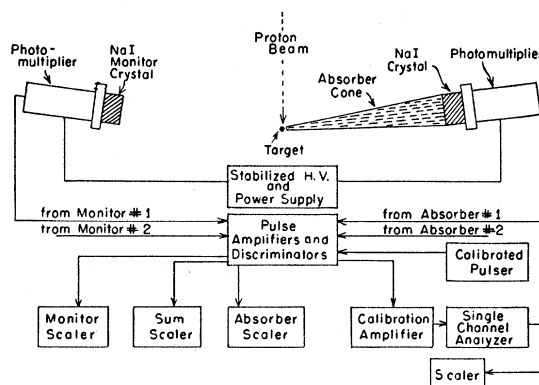 Photo-
multiplier
NaI
Monitor
Crystal
Proton
Beam
Absorber
Cone
NaI
Crystal
Photomultiplier
Target
Stabilized H. V.
and
Power Supply
from Monitor # 1
from Monitor # 2
from Absorber # 1
from Absorber #2
Pulse
Amplifiers and
Discriminators
Calibrated
Pulser
Monitor
Scaler
Sum
Scaler
Absorber
Scaler
Calibration
Amplifier
Single
Channel
Analyzer
Scaler